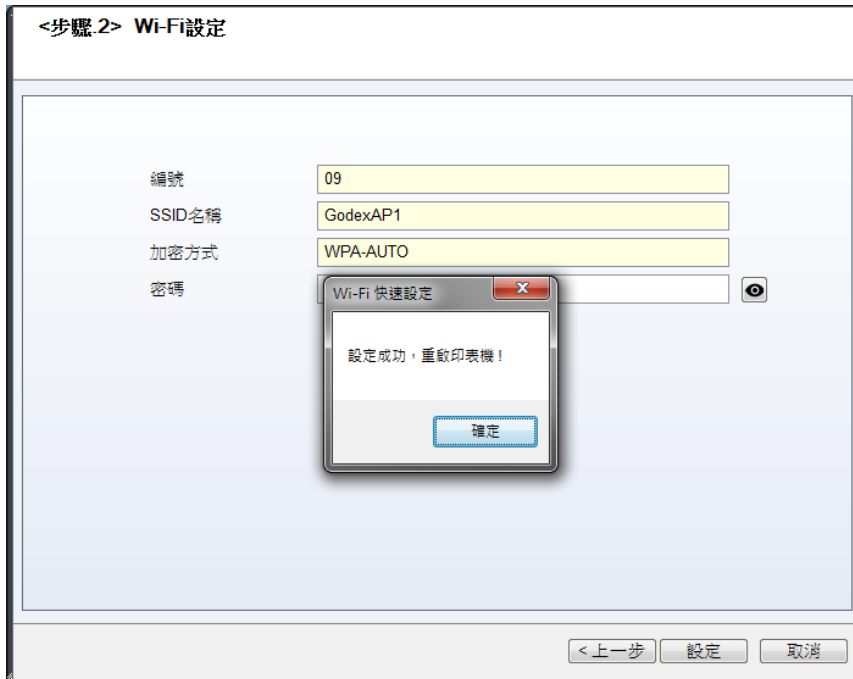 <步驟.2> Wi-Fi設定
編號 09
SSID名稱 GodexAP1
加密方式 WPA-AUTO
密碼
Wi-Fi 快速設定
設定成功，重啟印表機！
確定
<上一步 設定 取消